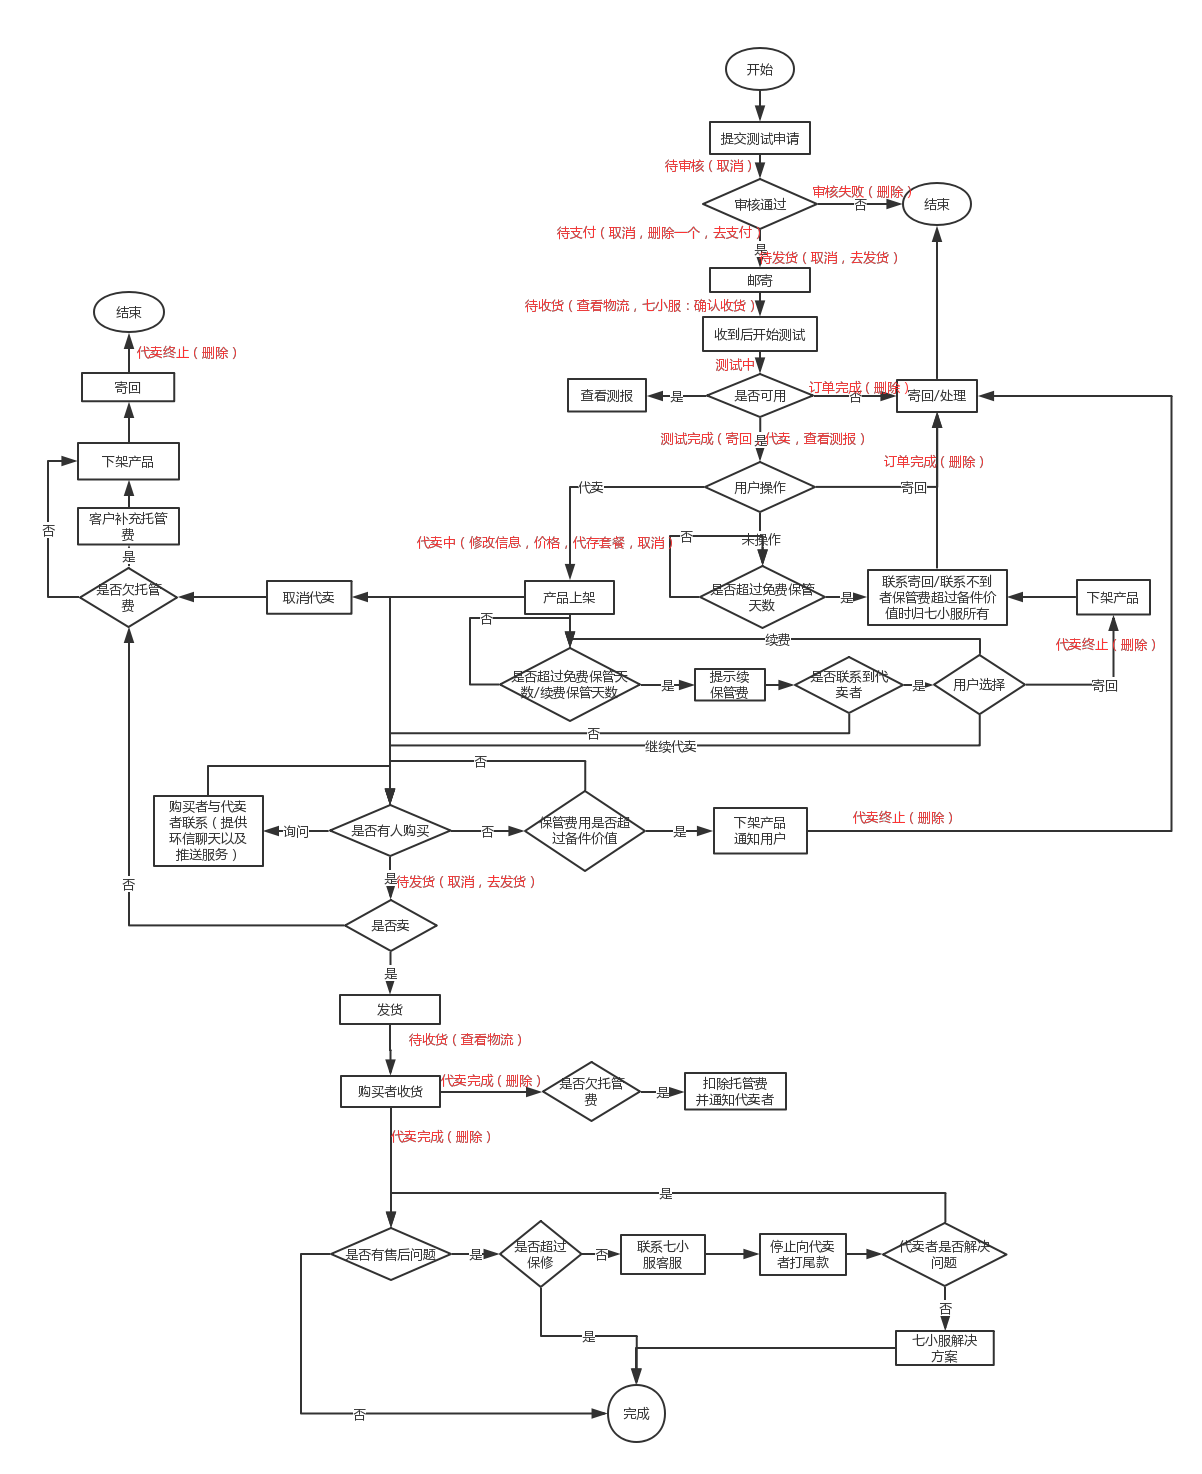 开始
提交测试申请
待审核（取消）
审核通过
审核失败（删除）
否
结束
待支付（取消，删除一个，去支付）
是
待发货（取消，去发货）
邮寄
待收货（查看物流，七小服：确认收货）
收到后开始测试
测试中
结束
代卖终止（删除）
寄回
查看测报
是
是否可用
订单完成（删除）
否
寄回/处理
测试完成（寄回，代卖，查看测报）
是
下架产品
订单完成（删除）
代卖
用户操作
寄回
客户补充托管
费
否
是
代卖中（修改信息，价格，代存套餐，取消）
否
未操作
是否欠托管
费
取消代卖
产品上架
是否超过免费保管
天数
是
联系寄回/联系不到
者保管费超过备件价
值时归七小服所有
下架产品
否
续费
代卖终止（删除）
是否超过免费保管天
数/续费保管天数
是
提示续
保管费
是否联系到代
卖者
是
用户选择
寄回
否
继续代卖
否
购买者与代卖
者联系（提供
环信聊天以及
推送服务）
询问
是否有人购买
否
保管费用是否超
过备件价值
是
下架产品
通知用户
代卖终止（删除）
否
是
待发货（取消，去发货）
是否卖
是
发货
待收货（查看物流）
购买者收货
代卖完成（删除）
是否欠托管
费
是
扣除托管费
并通知代卖者
代卖完成（删除）
是
是否有售后问题
是
是否超过
保修
否
联系七小
服客服
停止向代卖
者打尾款
代卖者是否解决
问题
否
是
七小服解决
方案
否
完成